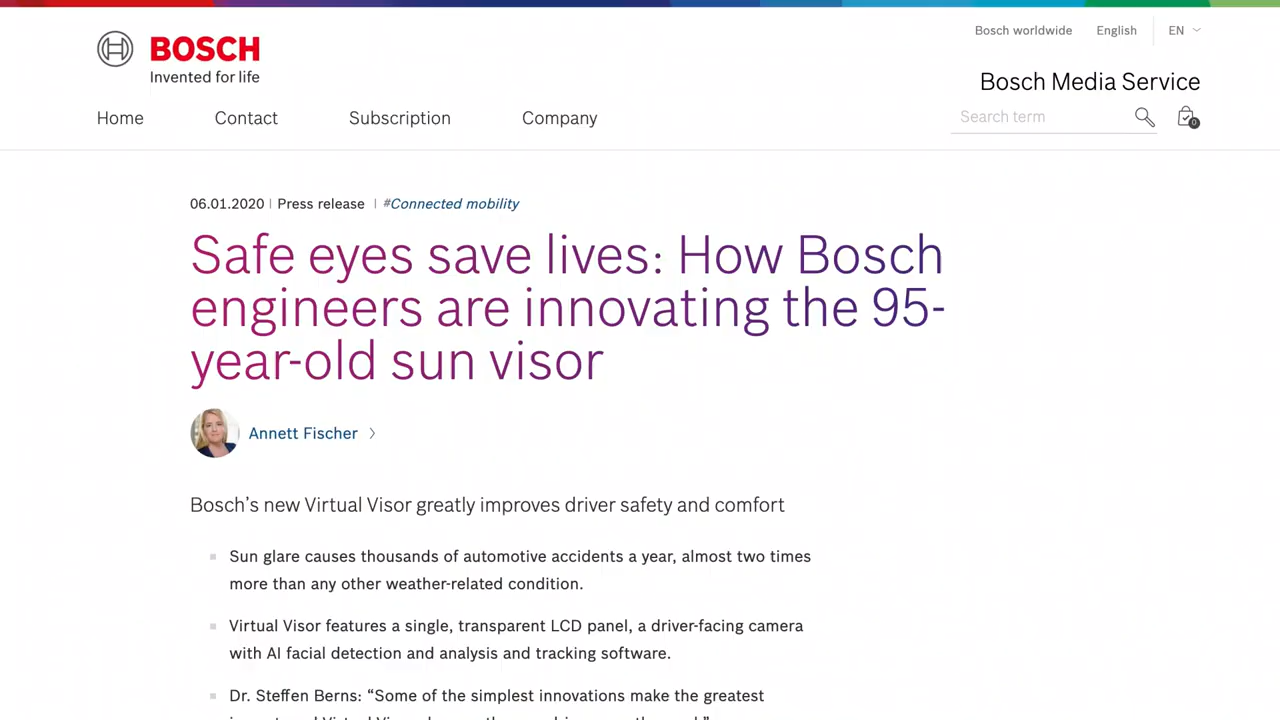 Bosch worldwide English EN
BOSCH
Invented for life
Bosch Media Service
Home Contact Subscription Company
Search term
0
06.01.2020 | Press release | #Connected mobility
Safe eyes save lives: How Bosch
engineers are innovating the 95-
year-old sun visor
Annett Fischer
Bosch’s new Virtual Visor greatly improves driver safety and comfort
Sun glare causes thousands of automotive accidents a year, almost two times
more than any other weather-related condition.
Virtual Visor features a single, transparent LCD panel, a driver-facing camera
with AI facial detection and analysis and tracking software.
Dr. Steffen Berns: “Some of the simplest innovations make the greatest